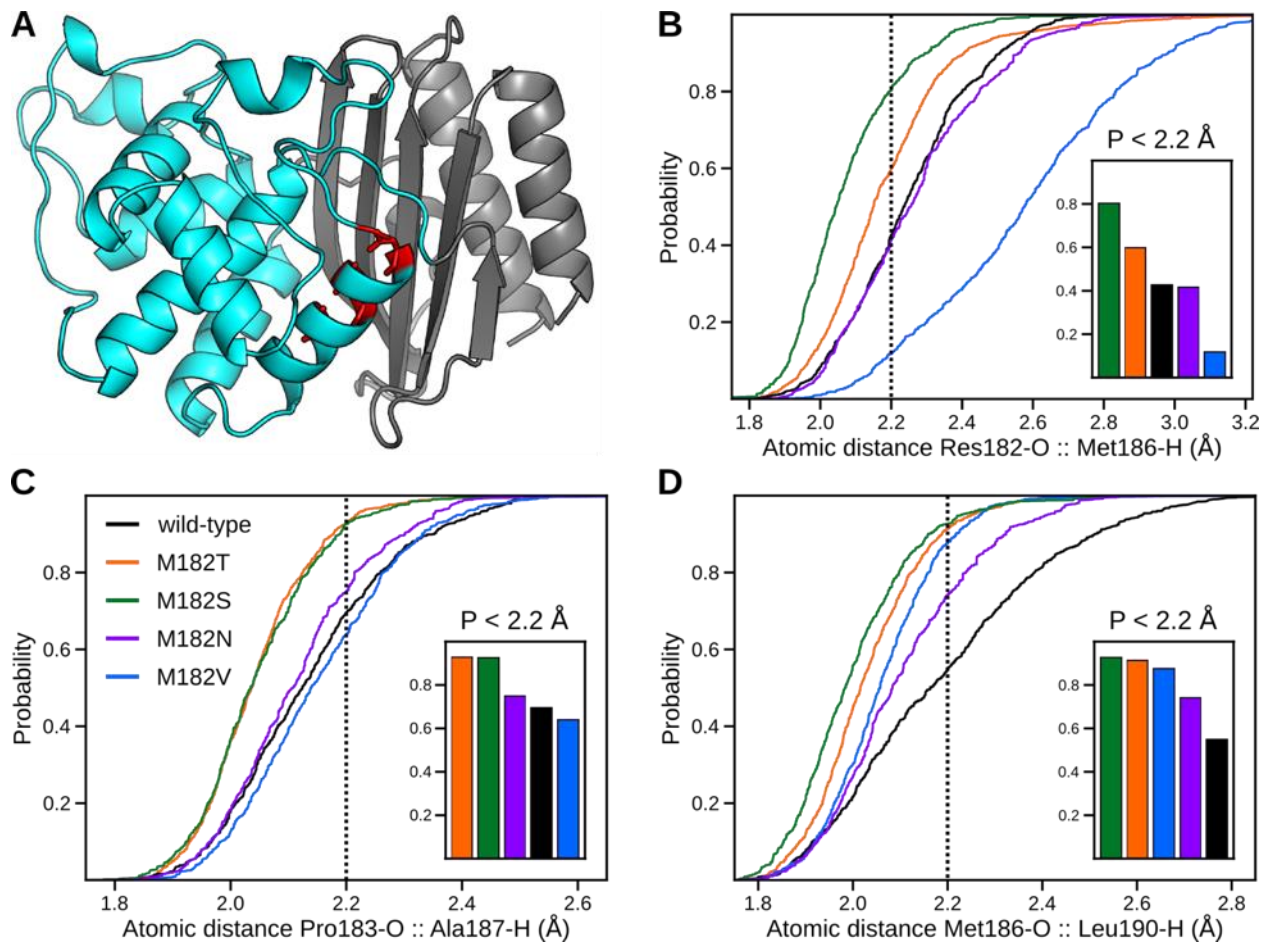 A
B
Probability
0.8
0.6
0.4
0.2
1.8 2.0 2.2 2.4 2.6 2.8 3.0 3.2
Atomic distance Res182-O :: Met186-H (Å)
P < 2.2 Å
0.8
0.6
0.4
0.2
C
Probability
0.8
0.6
0.4
0.2
wild-type
M182T
M182S
M182N
M182V
P < 2.2 Å
0.8
0.6
0.4
0.2
1.8 2.0 2.2 2.4 2.6
Atomic distance Pro183-O :: Ala187-H (Å)
D
Probability
0.8
0.6
0.4
0.2
P < 2.2 Å
0.8
0.6
0.4
0.2
1.8 2.0 2.2 2.4 2.6 2.8
Atomic distance Met186-O :: Leu190-H (Å)